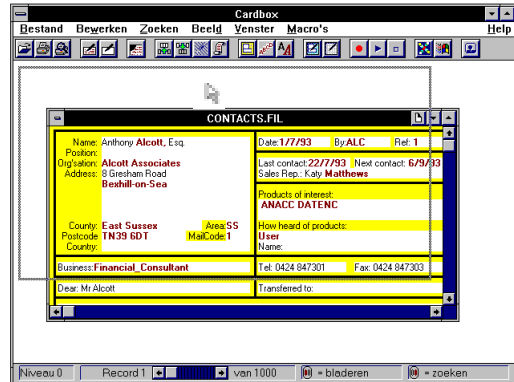 Cardbox
Bestand Bewerken Zoeken Beeld Venster Macro's Help
CONTACTS.FIL
Name: Anthony Alcott, Esq.
Position:
Org'sation: Alcott Associates
Address: 8 Gresham Road
Bexhill-on-Sea
County: East Sussex Area: SS
Postcode TN39 6DT MailCode: 1
Country:
Date: 1/7/93 By: ALC Ref: 1
Last contact: 22/7/93 Next contact: 6/9/93
Sales Rep.: Katy Matthews
Products of interest:
ANACC DATENC
How heard of products:
User
Name:
Business: Financial_Consultant
Tel: 0424 847301 Fax: 0424 847303
Dear: Mr Alcott
Transferred to:
Niveau 0 Record 1 van 1000 = bladeren = zoeken